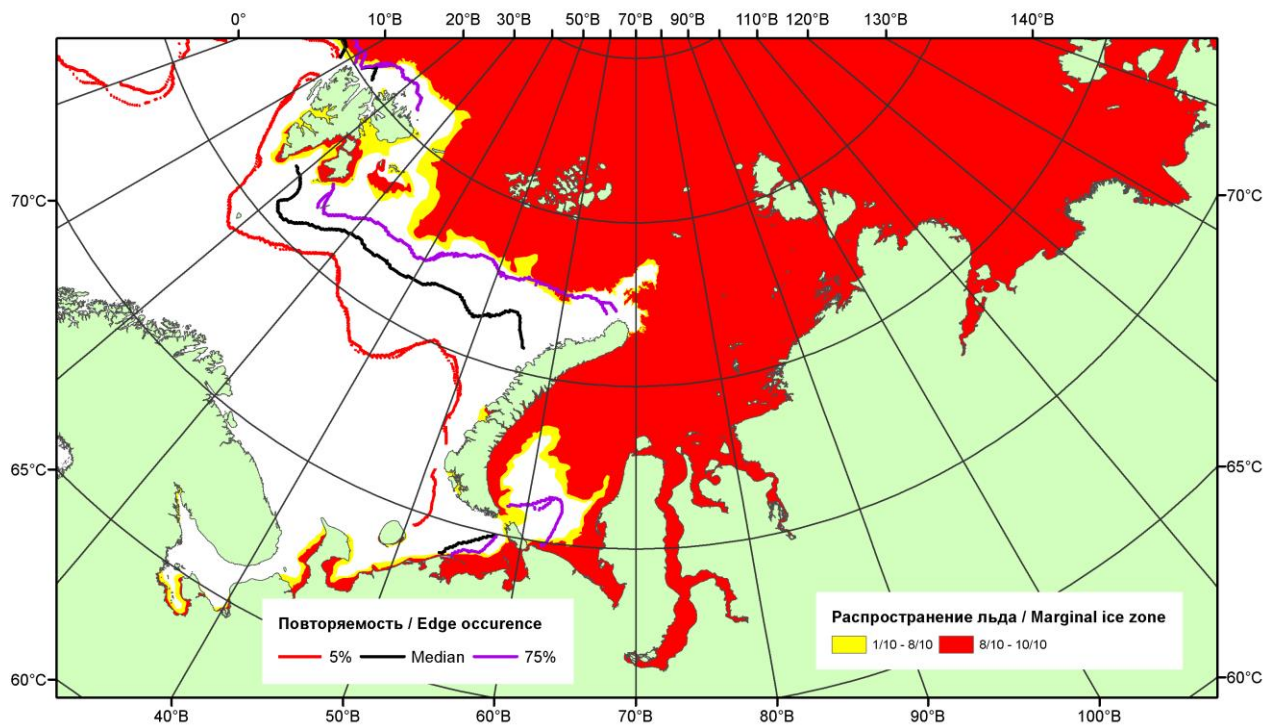 0° 10°В 20°В 30°В 50°В 70°В 90°В 110°В 120°В 130°В 140°В
70°С 70°С
65°С 65°С
60°С 60°С
Повторяемость / Edge occurence
5% Median 75%
Распространение льда / Marginal ice zone
1/10 - 8/10 8/10 - 10/10
40°В 50°В 60°В 70°В 80°В 90°В 100°В